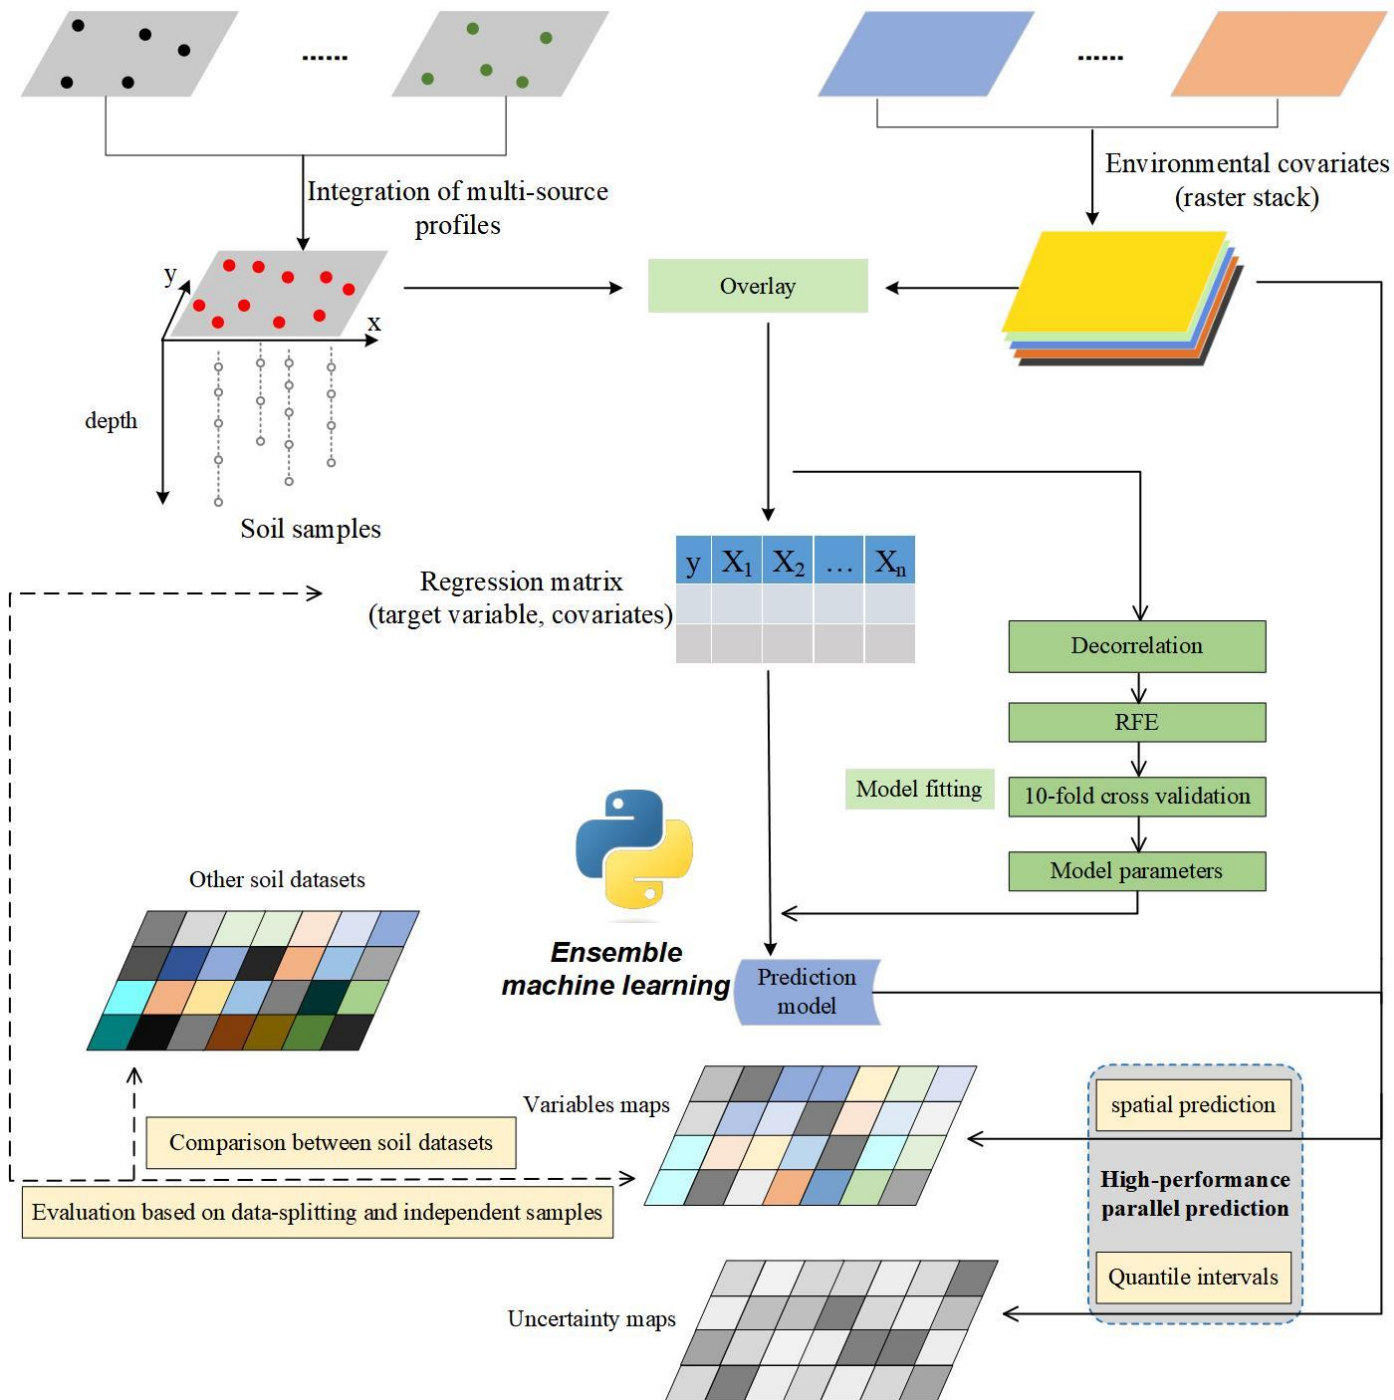 ......
......
Integration of multi-source
profiles
Environmental covariates
(raster stack)
y
x
depth
Overlay
Soil samples
Regression matrix
(target variable, covariates)
y X₁ X₂ … Xₙ
Decorrelation
RFE
Model fitting
10-fold cross validation
Model parameters
Other soil datasets
Ensemble
machine learning
Prediction
model
Variables maps
spatial prediction
Comparison between soil datasets
High-performance
parallel prediction
Evaluation based on data-splitting and independent samples
Quantile intervals
Uncertainty maps